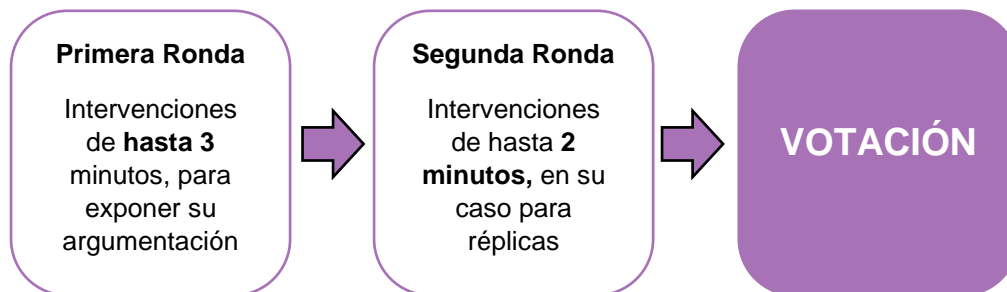 Primera Ronda
Intervenciones
de hasta 3
minutos, para
exponer su
argumentación
Segunda Ronda
Intervenciones
de hasta 2
minutos, en su
caso para
réplicas
VOTACIÓN